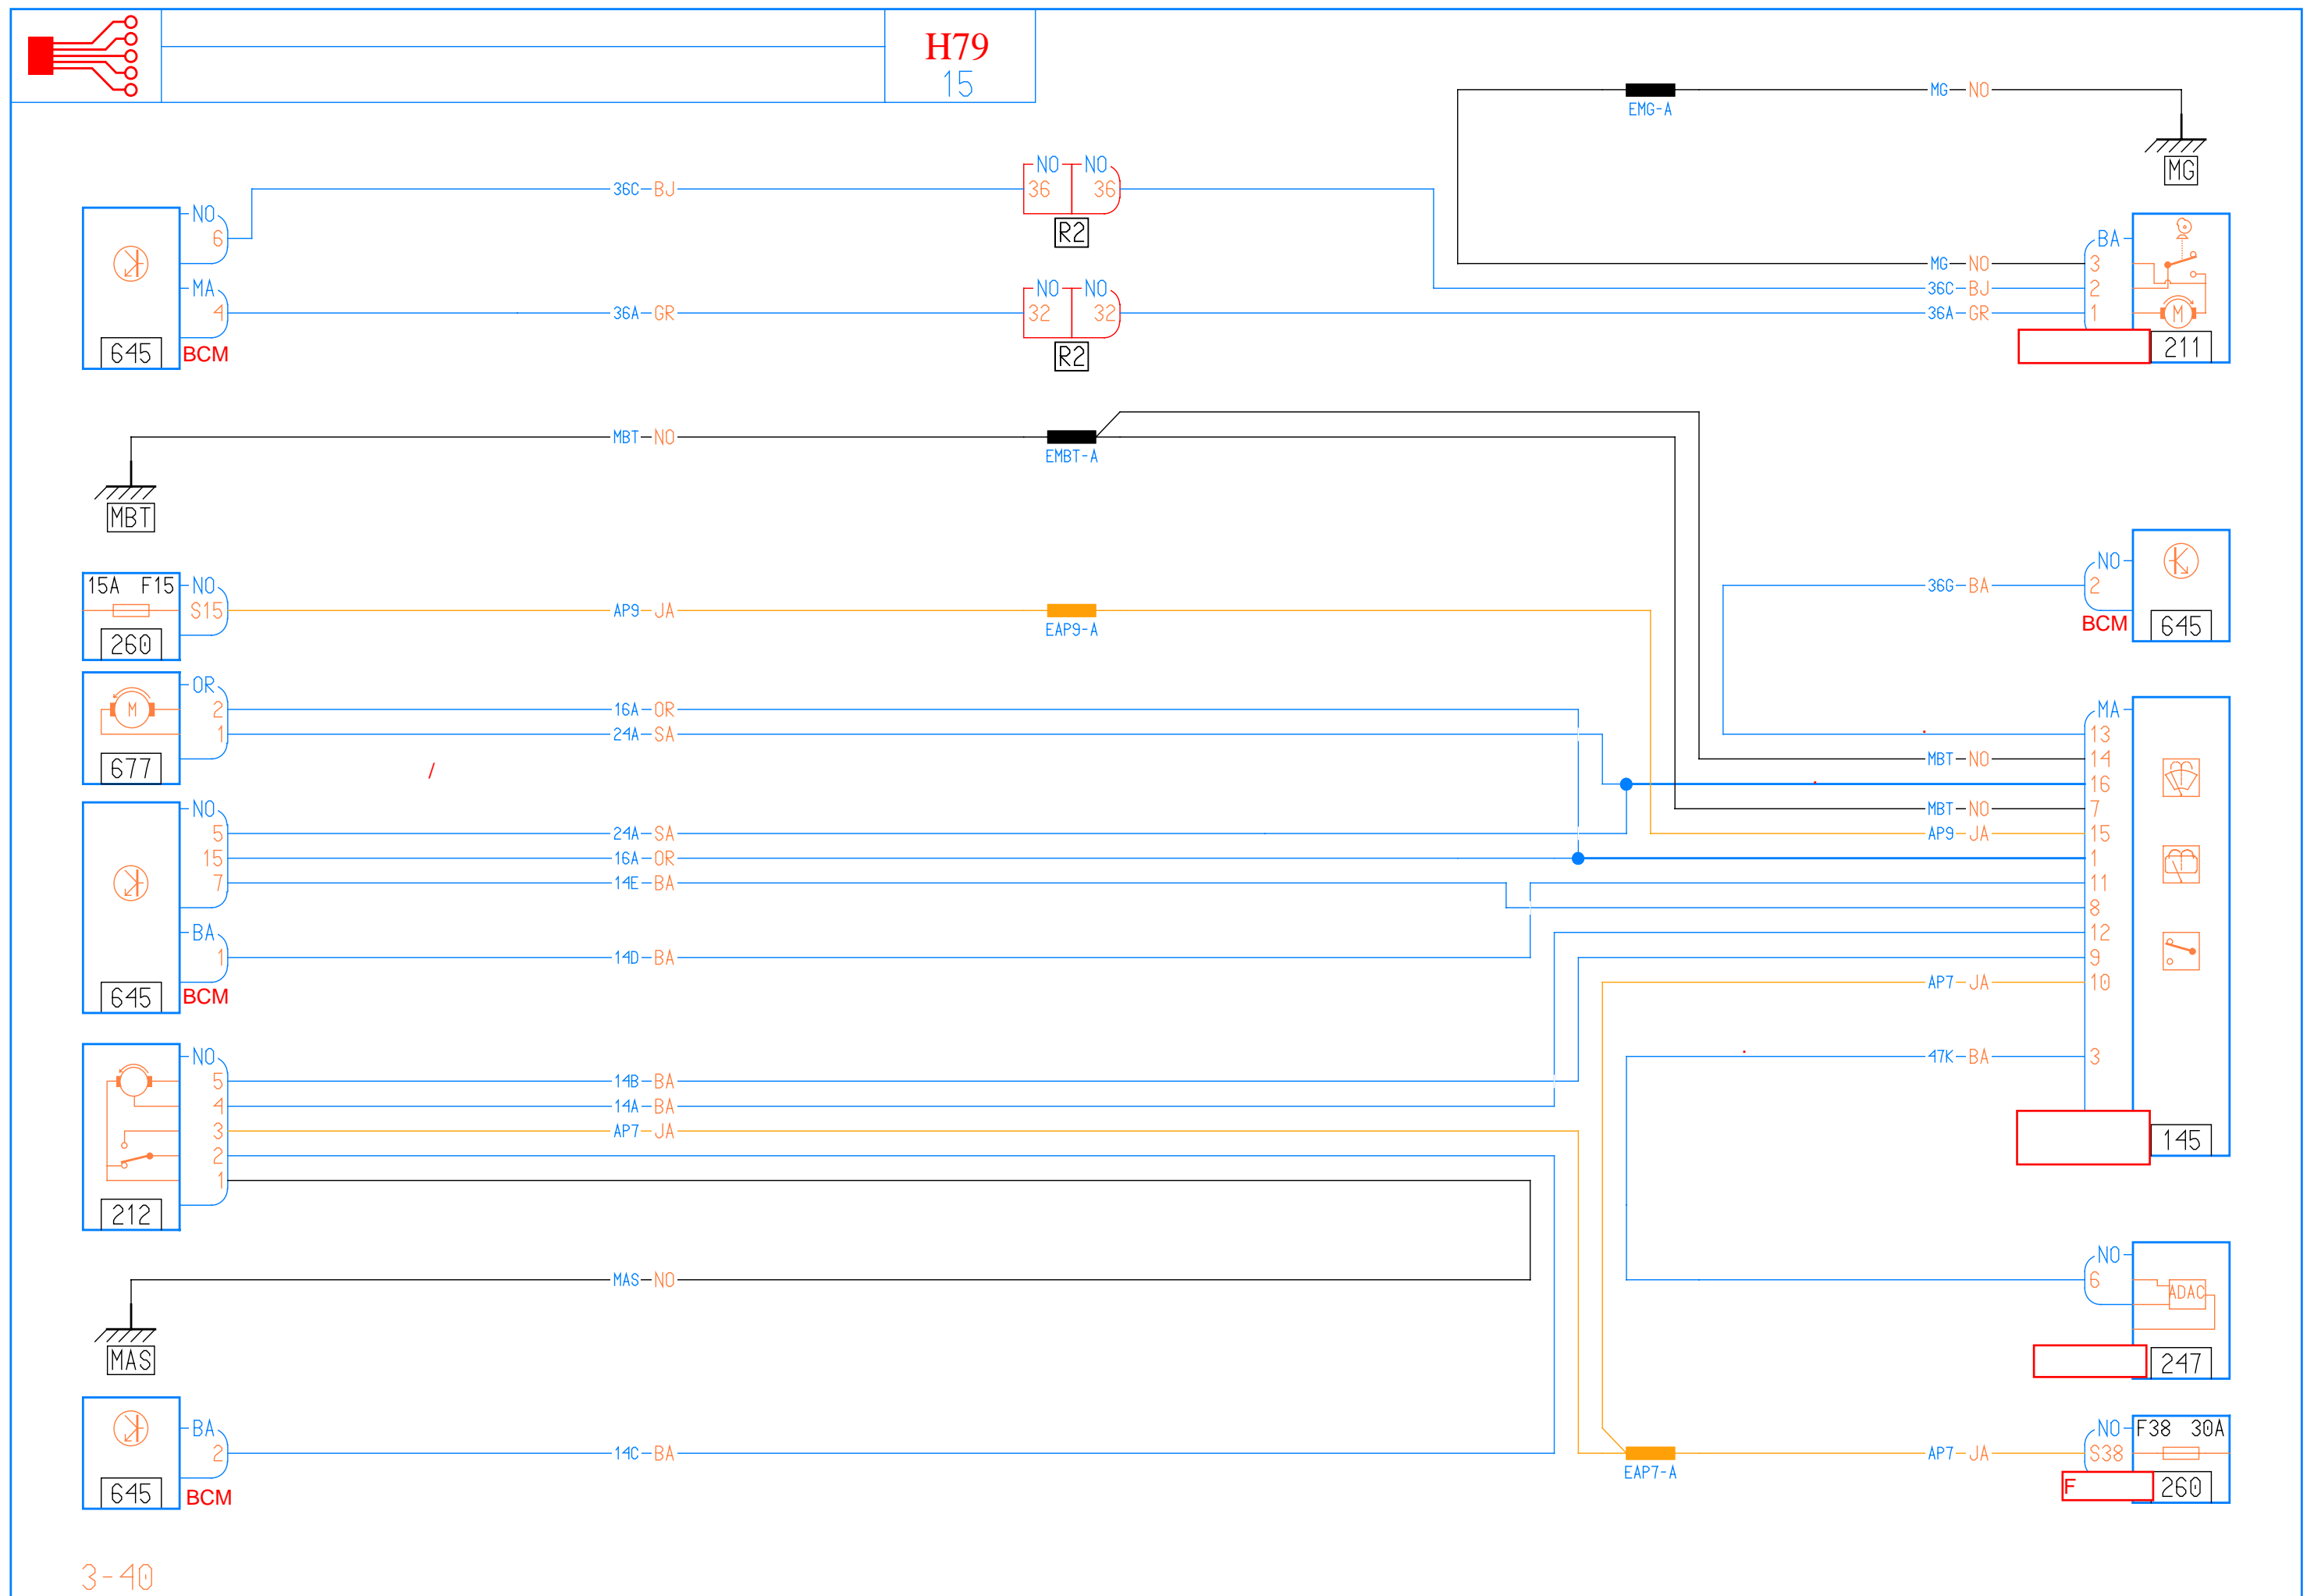 H79
15
EMG-A
MG NO
MG
NO NO
36C BJ
36 36
R2
NO
6
MA
4
36A GR
NO NO
32 32
R2
645 BCM
BA
MG NO 3
36C BJ 2
36A GR 1
M
211
MBT NO
EMBT-A
MBT
15A F15 NO
S15
AP9 JA
EAP9-A
260
NO
36G BA 2
BCM 645
OR
M
2 16A OR
1 24A SA
677
/
NO
5 24A SA
15 16A OR
7 14E BA
BA
1 14D BA
645 BCM
MA
13
MBT NO 14
16
MBT NO 7
AP9 JA 15
1
11
8
12
9
AP7 JA 10
47K BA 3
145
NO
5 14B BA
4 14A BA
3 AP7 JA
2
1
212
MAS NO
MAS
NO
6
ADAC
247
BA
2 14C BA
645 BCM
EAP7-A
NO F38 30A
AP7 JA S38
F 260
3-40